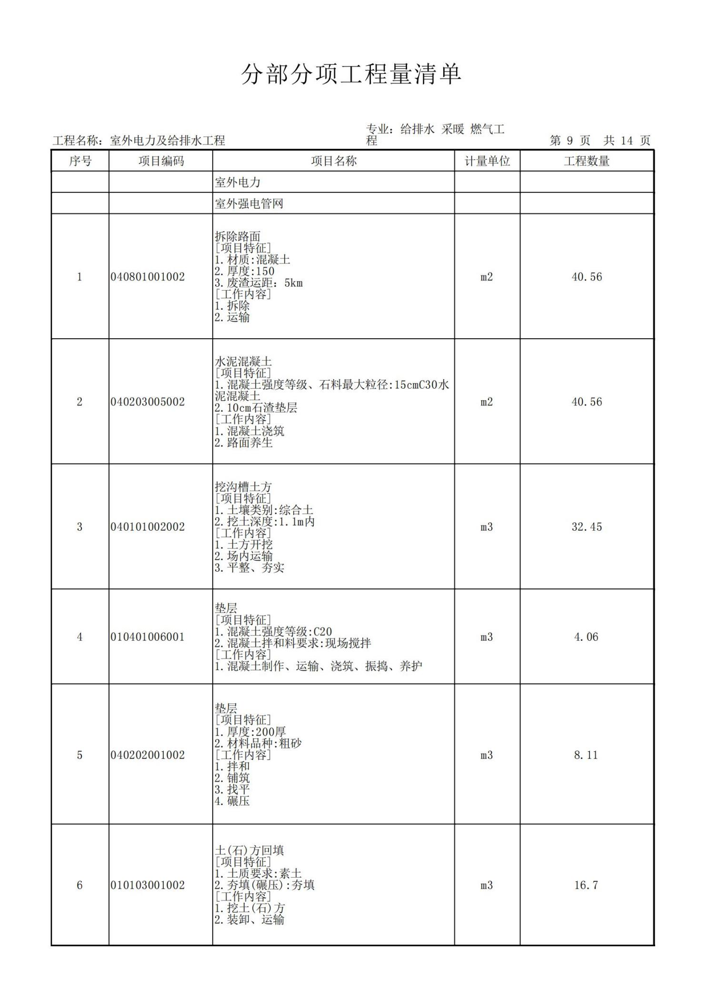 分部分项工程量清单
工程名称：室外电力及给排水工程
专业：给排水 采暖 燃气工
程
第 9 页 共 14 页
序号 项目编码 项目名称 计量单位 工程数量
室外电力
室外强电管网
拆除路面
[项目特征]
1.材质:混凝土
2.厚度:150
1 040801001002 m2 40.56
3.废渣运距：5km
[工作内容]
1.拆除
2.运输
水泥混凝土
[项目特征]
1.混凝土强度等级、石料最大粒径:15cmC30水
泥混凝土
2 040203005002 m2 40.56
2.10cm石渣垫层
[工作内容]
1.混凝土浇筑
2.路面养生
挖沟槽土方
[项目特征]
1.土壤类别:综合土
2.挖土深度:1.1m内
3 040101002002 m3 32.45
[工作内容]
1.土方开挖
2.场内运输
3.平整、夯实
垫层
[项目特征]
1.混凝土强度等级:C20
4 010401006001 m3 4.06
2.混凝土拌和料要求:现场搅拌
[工作内容]
1.混凝土制作、运输、浇筑、振捣、养护
垫层
[项目特征]
1.厚度:200厚
2.材料品种:粗砂
5 040202001002 m3 8.11
[工作内容]
1.拌和
2.铺筑
3.找平
4.碾压
土(石)方回填
[项目特征]
1.土质要求:素土
6 010103001002 m3 16.7
2.夯填(碾压):夯填
[工作内容]
1.挖土(石)方
2.装卸、运输